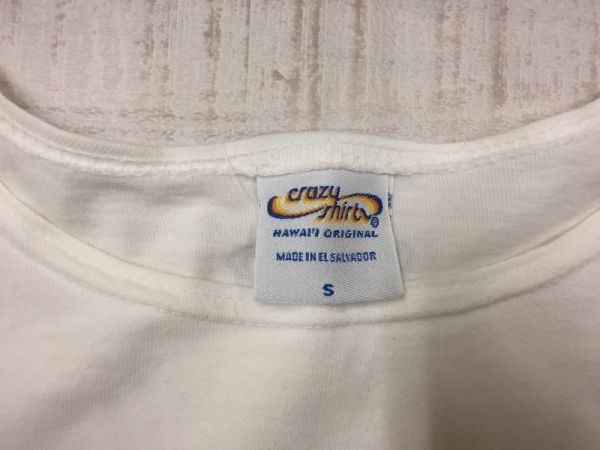 crazy
shirts®
HAWAI'I ORIGINAL
MADE IN EL SALVADOR
S